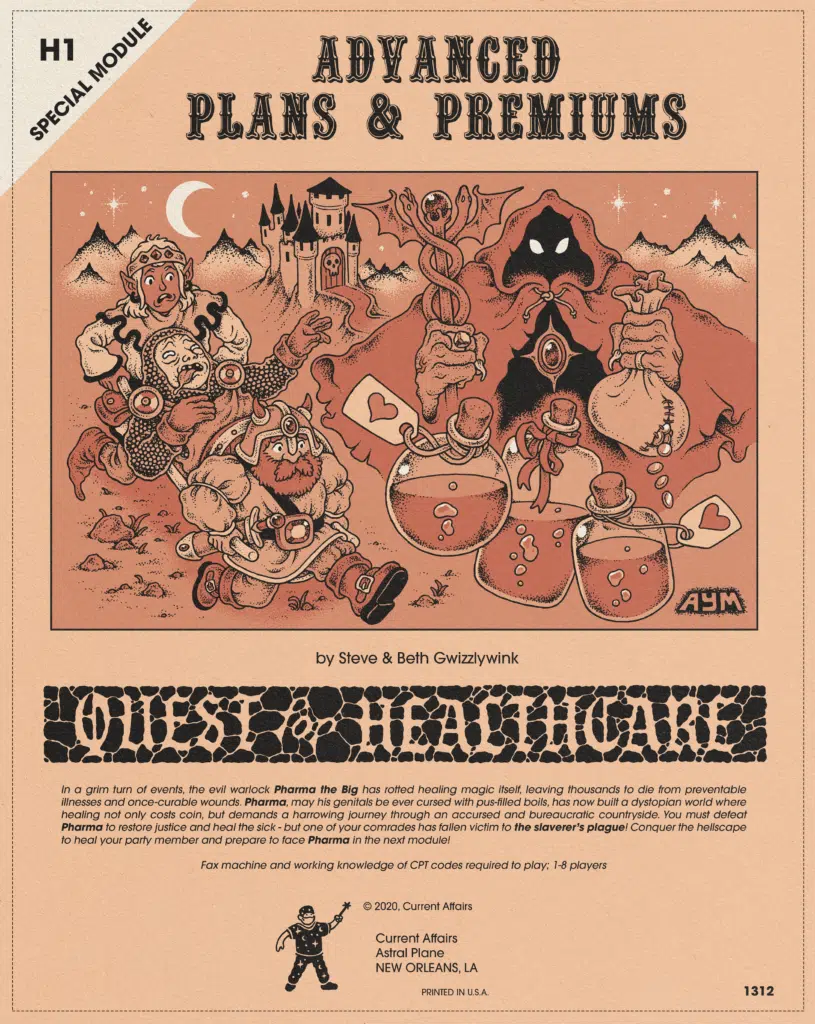 H1
SPECIAL MODULE
ADVANCED
PLANS & PREMIUMS
AYM
by Steve & Beth Gwizzlywink
QUEST for HEALTHCARE
In a grim turn of events, the evil warlock Pharma the Big has rotted healing magic itself, leaving thousands to die from preventable
illnesses and once-curable wounds. Pharma, may his genitals be ever cursed with pus-filled boils, has now built a dystopian world where
healing not only costs coin, but demands a harrowing journey through an accursed and bureaucratic countryside. You must defeat
Pharma to restore justice and heal the sick - but one of your comrades has fallen victim to the slaverer's plague! Conquer the hellscape
to heal your party member and prepare to face Pharma in the next module!
Fax machine and working knowledge of CPT codes required to play; 1-8 players
© 2020, Current Affairs
Current Affairs
Astral Plane
NEW ORLEANS, LA
PRINTED IN U.S.A.
1312